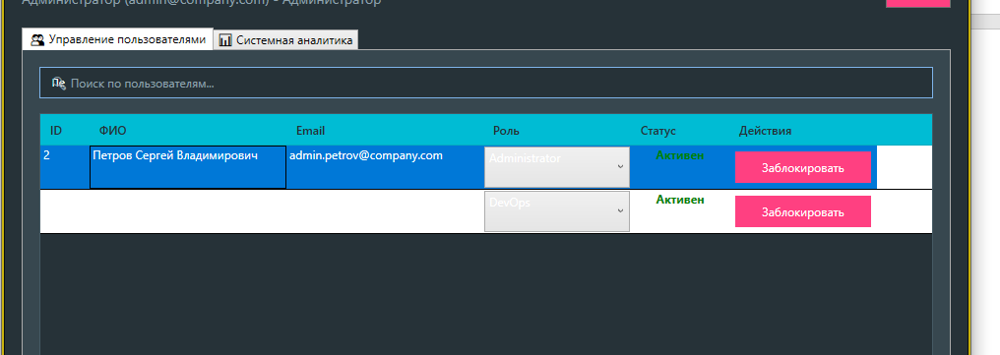 Администратор (admin@company.com) - Администратор
Управление пользователями
Системная аналитика
Поиск по пользователям...
ID ФИО Email Роль Статус Действия
2 Петров Сергей Владимирович admin.petrov@company.com Administrator Активен Заблокировать
DevOps Активен Заблокировать